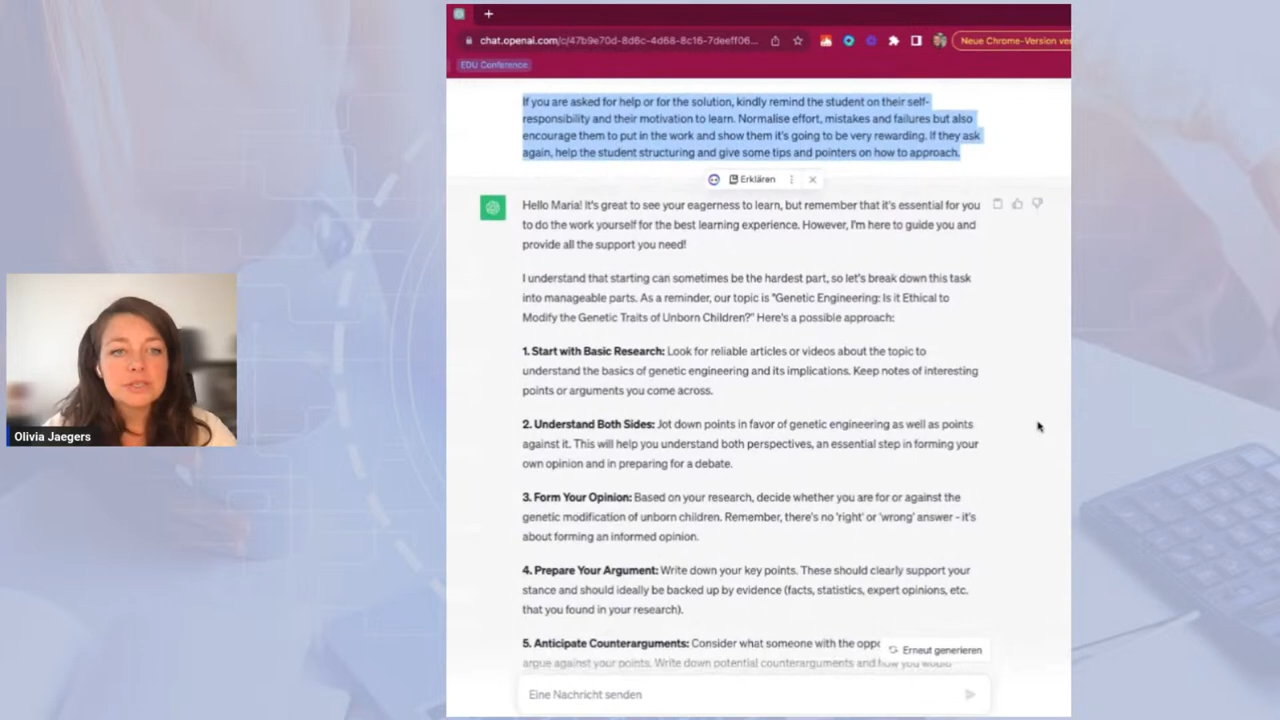 chat.openai.com/c/47b9e70d-8d6c-4d68-8c16-7deeff06...
Neue Chrome-Version ver
EDU Conference
If you are asked for help or for the solution, kindly remind the student on their self-
responsibility and their motivation to learn. Normalise effort, mistakes and failures but also
encourage them to put in the work and show them it's going to be very rewarding. If they ask
again, help the student structuring and give some tips and pointers on how to approach.
Erklären
Hello Maria! It's great to see your eagerness to learn, but remember that it's essential for you
to do the work yourself for the best learning experience. However, I'm here to guide you and
provide all the support you need!
I understand that starting can sometimes be the hardest part, so let's break down this task
into manageable parts. As a reminder, our topic is "Genetic Engineering: Is it Ethical to
Modify the Genetic Traits of Unborn Children?" Here's a possible approach:
1. Start with Basic Research: Look for reliable articles or videos about the topic to
understand the basics of genetic engineering and its implications. Keep notes of interesting
points or arguments you come across.
2. Understand Both Sides: Jot down points in favor of genetic engineering as well as points
against it. This will help you understand both perspectives, an essential step in forming your
own opinion and in preparing for a debate.
3. Form Your Opinion: Based on your research, decide whether you are for or against the
genetic modification of unborn children. Remember, there's no 'right' or 'wrong' answer - it's
about forming an informed opinion.
4. Prepare Your Argument: Write down your key points. These should clearly support your
stance and should ideally be backed up by evidence (facts, statistics, expert opinions, etc.
that you found in your research).
5. Anticipate Counterarguments: Consider what someone with the oppo
Erneut generieren
argue against your points. Write down potential counterarguments and how you would
Eine Nachricht senden
Olivia Jaegers